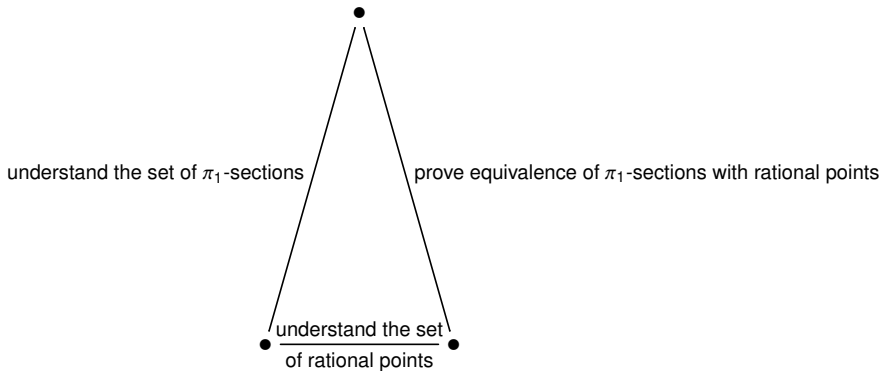 understand the set of π₁-sections
prove equivalence of π₁-sections with rational points
understand the set
of rational points